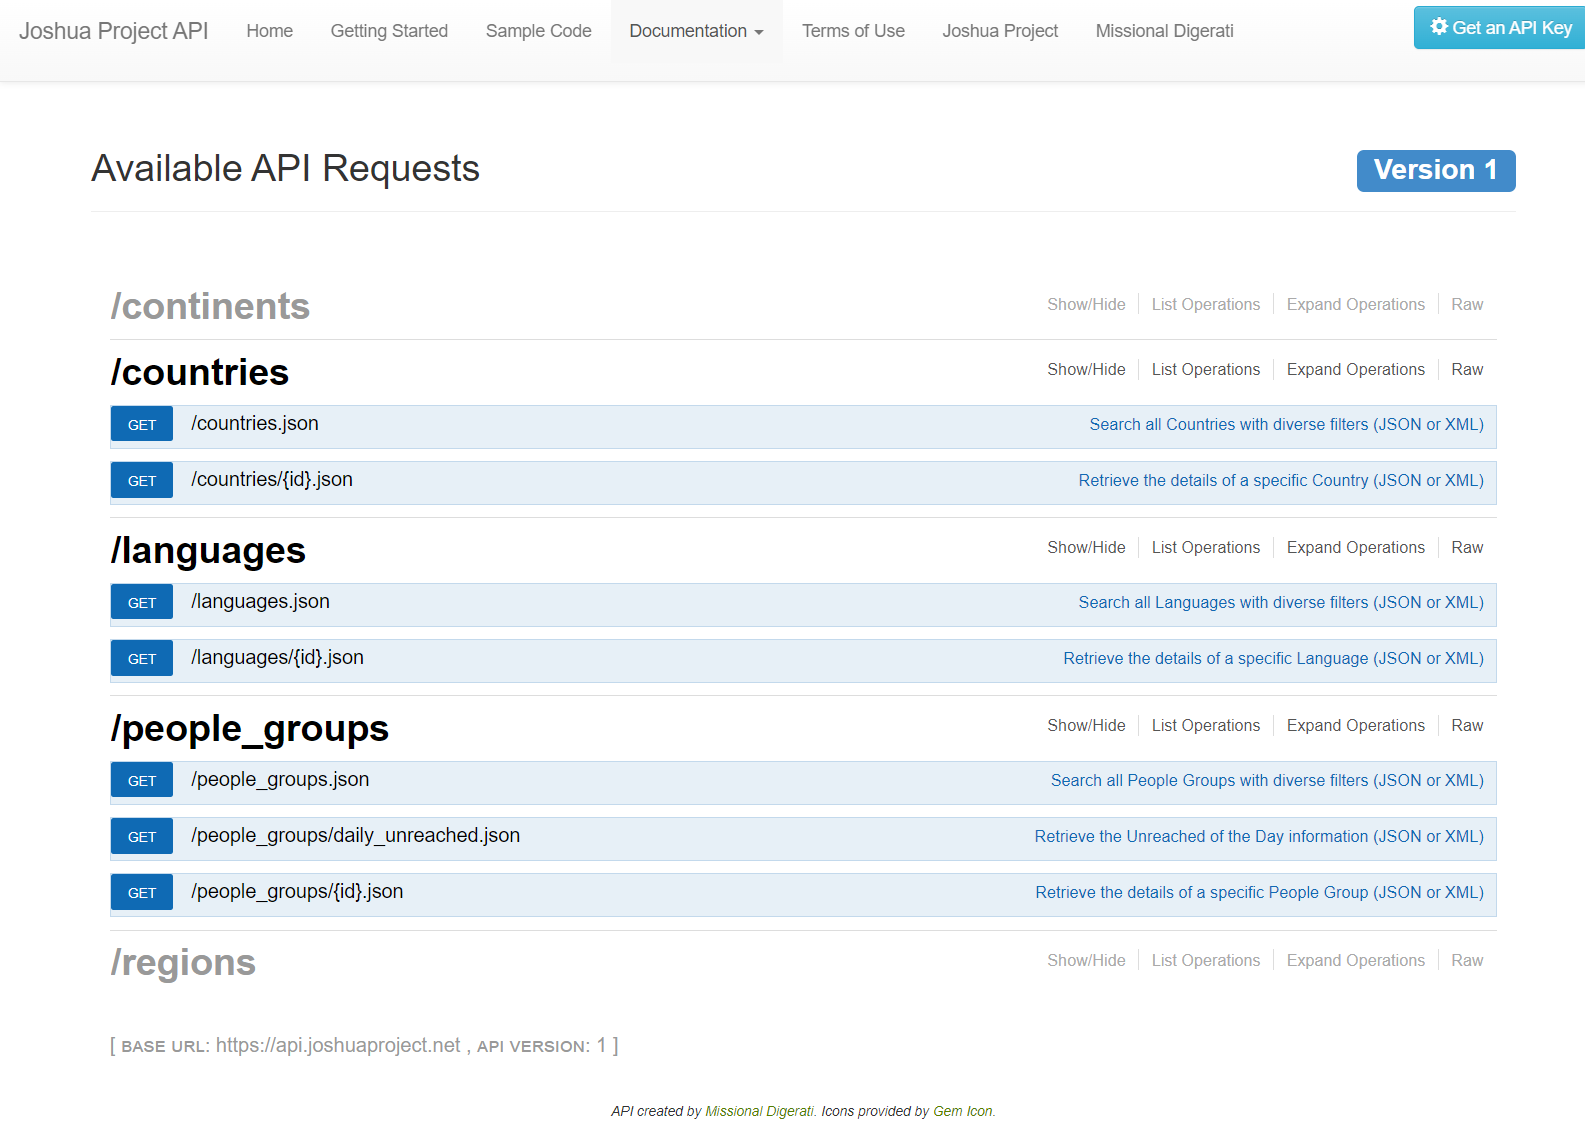 Joshua Project API Home Getting Started Sample Code Documentation Terms of Use Joshua Project Missional Digerati Get an API Key
Available API Requests Version 1
/continents Show/Hide List Operations Expand Operations Raw
/countries Show/Hide List Operations Expand Operations Raw
GET /countries.json Search all Countries with diverse filters (JSON or XML)
GET /countries/{id}.json Retrieve the details of a specific Country (JSON or XML)
/languages Show/Hide List Operations Expand Operations Raw
GET /languages.json Search all Languages with diverse filters (JSON or XML)
GET /languages/{id}.json Retrieve the details of a specific Language (JSON or XML)
/people_groups Show/Hide List Operations Expand Operations Raw
GET /people_groups.json Search all People Groups with diverse filters (JSON or XML)
GET /people_groups/daily_unreached.json Retrieve the Unreached of the Day information (JSON or XML)
GET /people_groups/{id}.json Retrieve the details of a specific People Group (JSON or XML)
/regions Show/Hide List Operations Expand Operations Raw
[ BASE URL: https://api.joshuaproject.net , API VERSION: 1 ]
API created by Missional Digerati. Icons provided by Gem Icon.